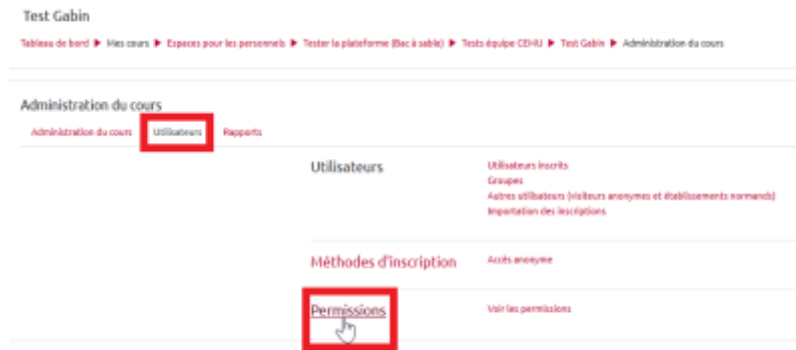 Test Gabin
Tableau de bord ▶ Mes cours ▶ Espaces pour les personnels ▶ Tester la plateforme (Bac à sable) ▶ Tests équipe CEHU ▶ Test Gabin ▶ Administration du cours
Administration du cours
Administration du cours Utilisateurs Rapports
Utilisateurs
Utilisateurs inscrits
Groupes
Autres utilisateurs (visiteurs anonymes et établissements normands)
Importation des inscriptions
Méthodes d'inscription
Accès anonyme
Permissions
Voir les permissions